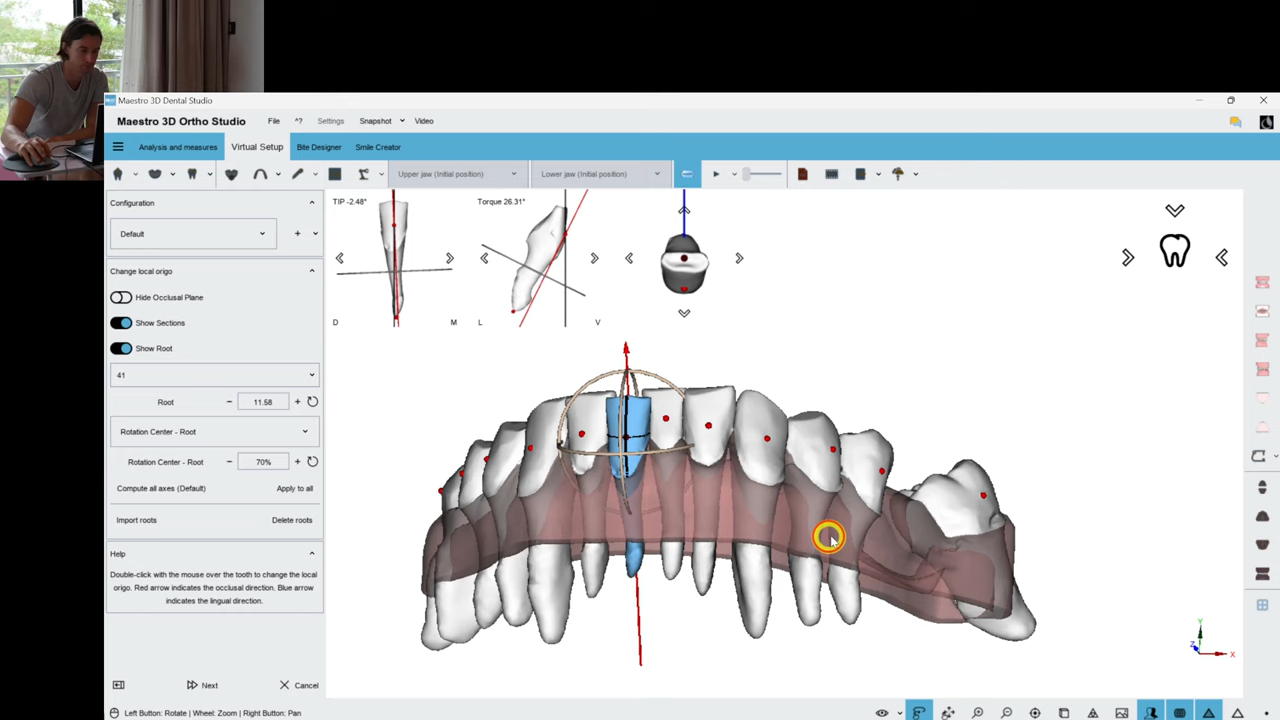 Maestro 3D Dental Studio
Maestro 3D Ortho Studio
File
^?
Settings
Snapshot
Video
Analysis and measures
Virtual Setup
Bite Designer
Smile Creator
Upper jaw (Initial position)
Lower jaw (Initial position)
Configuration
Default
Change local origo
Hide Occlusal Plane
Show Sections
Show Root
41
Root
11.58
Rotation Center - Root
Rotation Center - Root
70%
Compute all axes (Default)
Apply to all
Import roots
Delete roots
Help
Double-click with the mouse over the tooth to change the local
origo. Red arrow indicates the occlusal direction. Blue arrow
indicates the lingual direction.
Next
Cancel
Left Button: Rotate | Wheel: Zoom | Right Button: Pan
TIP -2.48°
D
M
Torque 26.31°
L
V
Y
Z
X